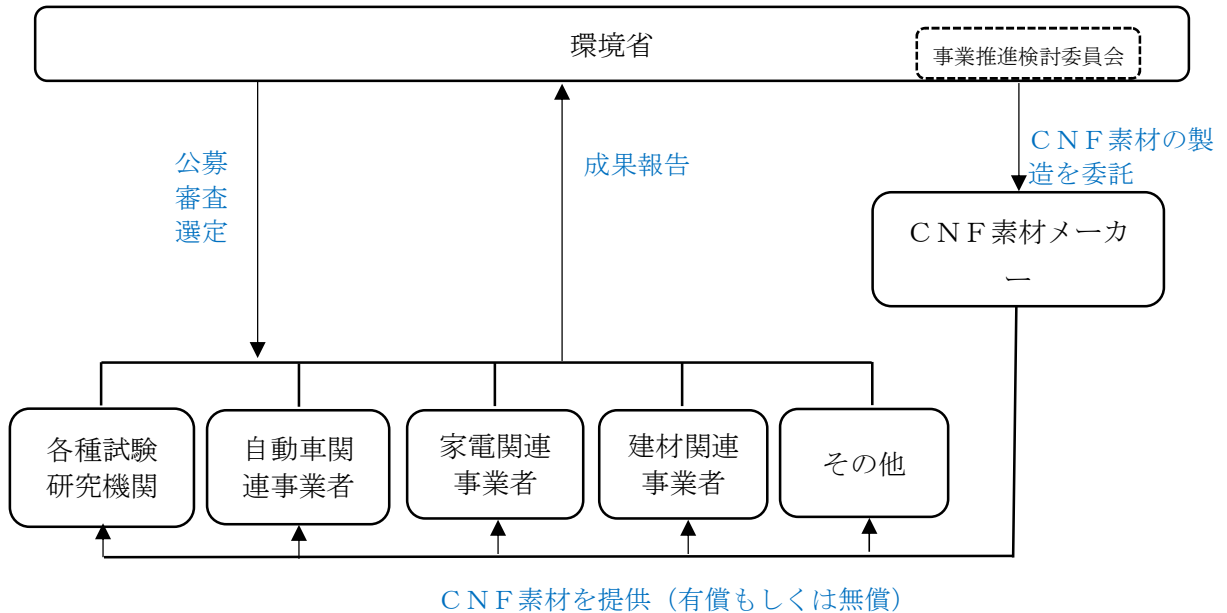 環境省
事業推進検討委員会
公募
審査
選定
成果報告
ＣＮＦ素材の製
造を委託
ＣＮＦ素材メーカ
ー
各種試験
研究機関
自動車関
連事業者
家電関連
事業者
建材関連
事業者
その他
ＣＮＦ素材を提供（有償もしくは無償）